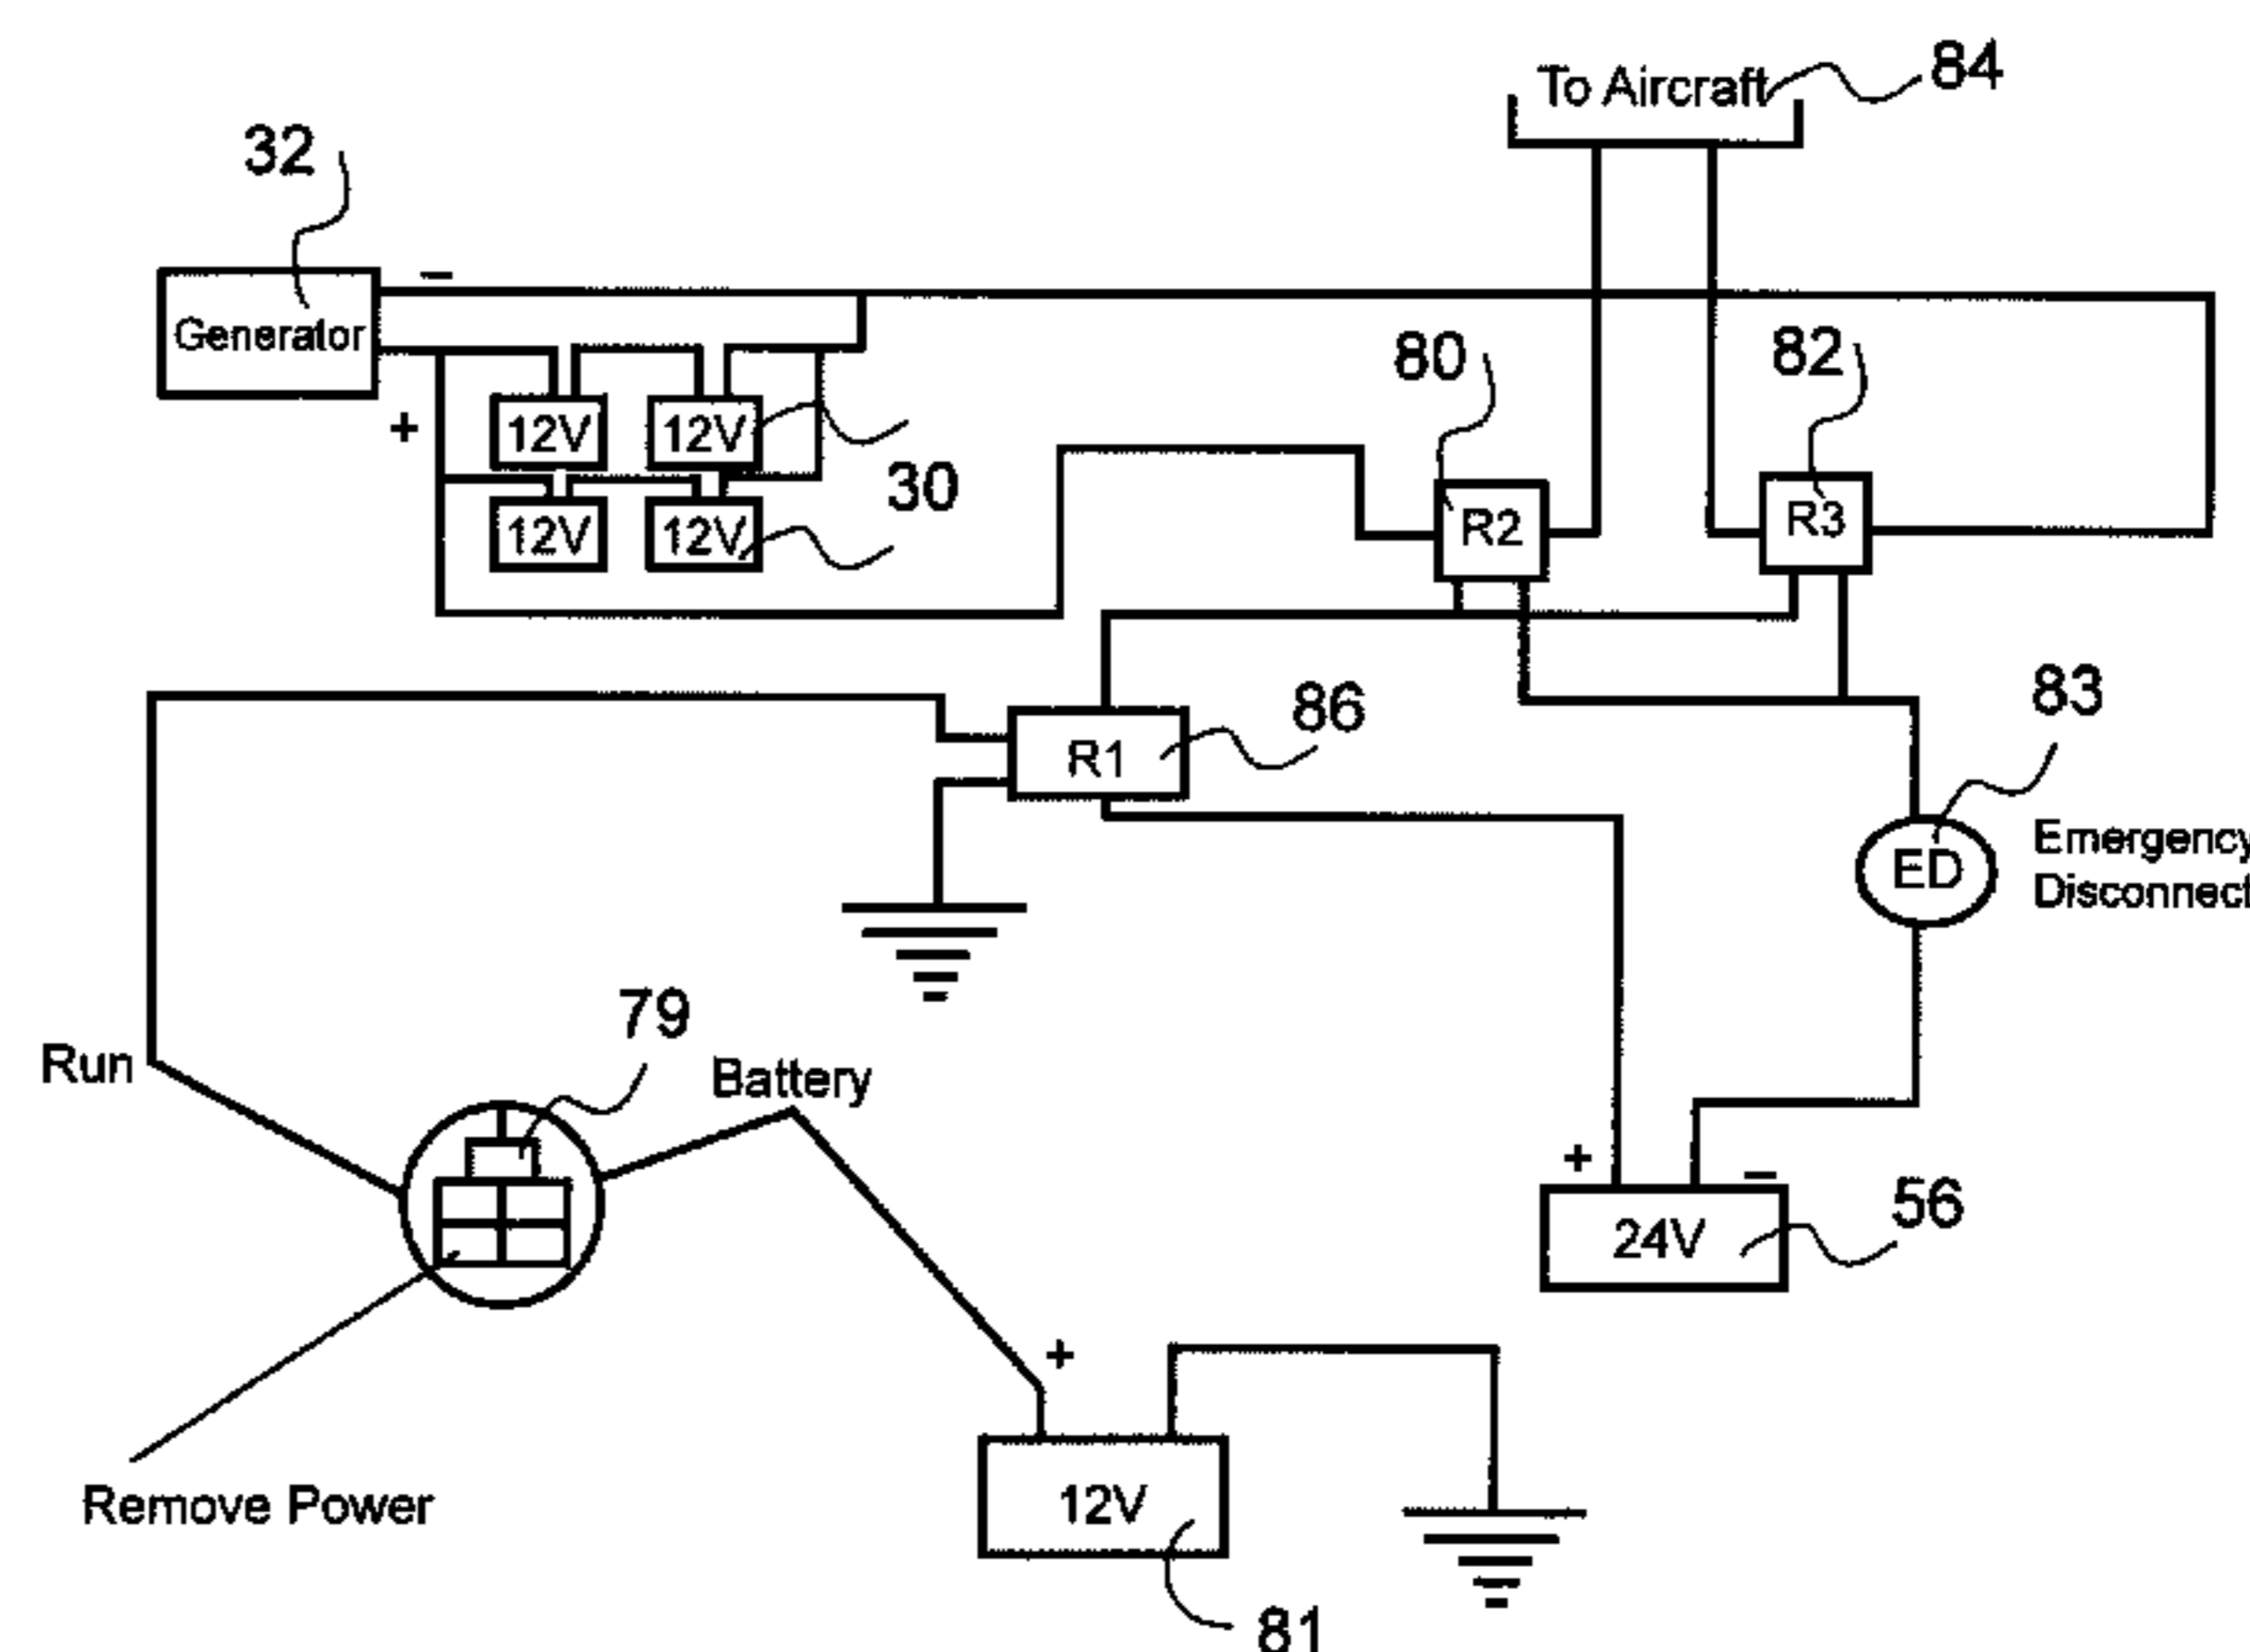 To Aircraft
84
32
−
Generator
+
12V
12V
30
12V
12V
80
82
R2
R3
86
R1
83
ED
Emergency
Disconnect
79
Run
Battery
+
−
56
24V
+
Remove Power
12V
81